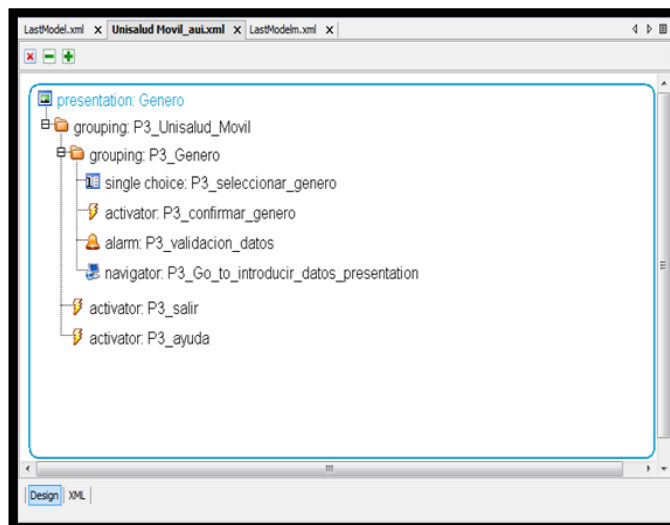 LastModel.xml X Unisalud Movil_aui.xml X LastModelm.xml X
presentation: Genero
grouping: P3_Unisalud_Movil
grouping: P3_Genero
single choice: P3_seleccionar_genero
activator: P3_confirmar_genero
alarm: P3_validacion_datos
navigator: P3_Go_to_introducir_datos_presentation
activator: P3_salir
activator: P3_ayuda
Design XML